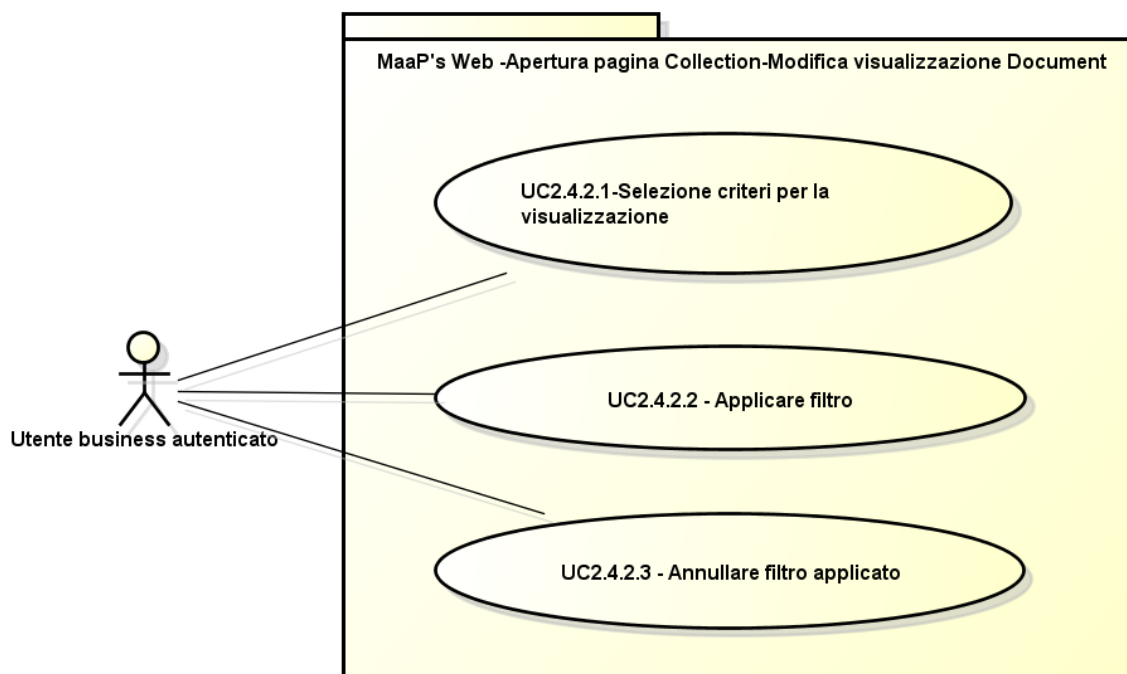 MaaP's Web -Apertura pagina Collection-Modifica visualizzazione Document
UC2.4.2.1-Selezione criteri per la
visualizzazione
UC2.4.2.2 - Applicare filtro
Utente business autenticato
UC2.4.2.3 - Annullare filtro applicato